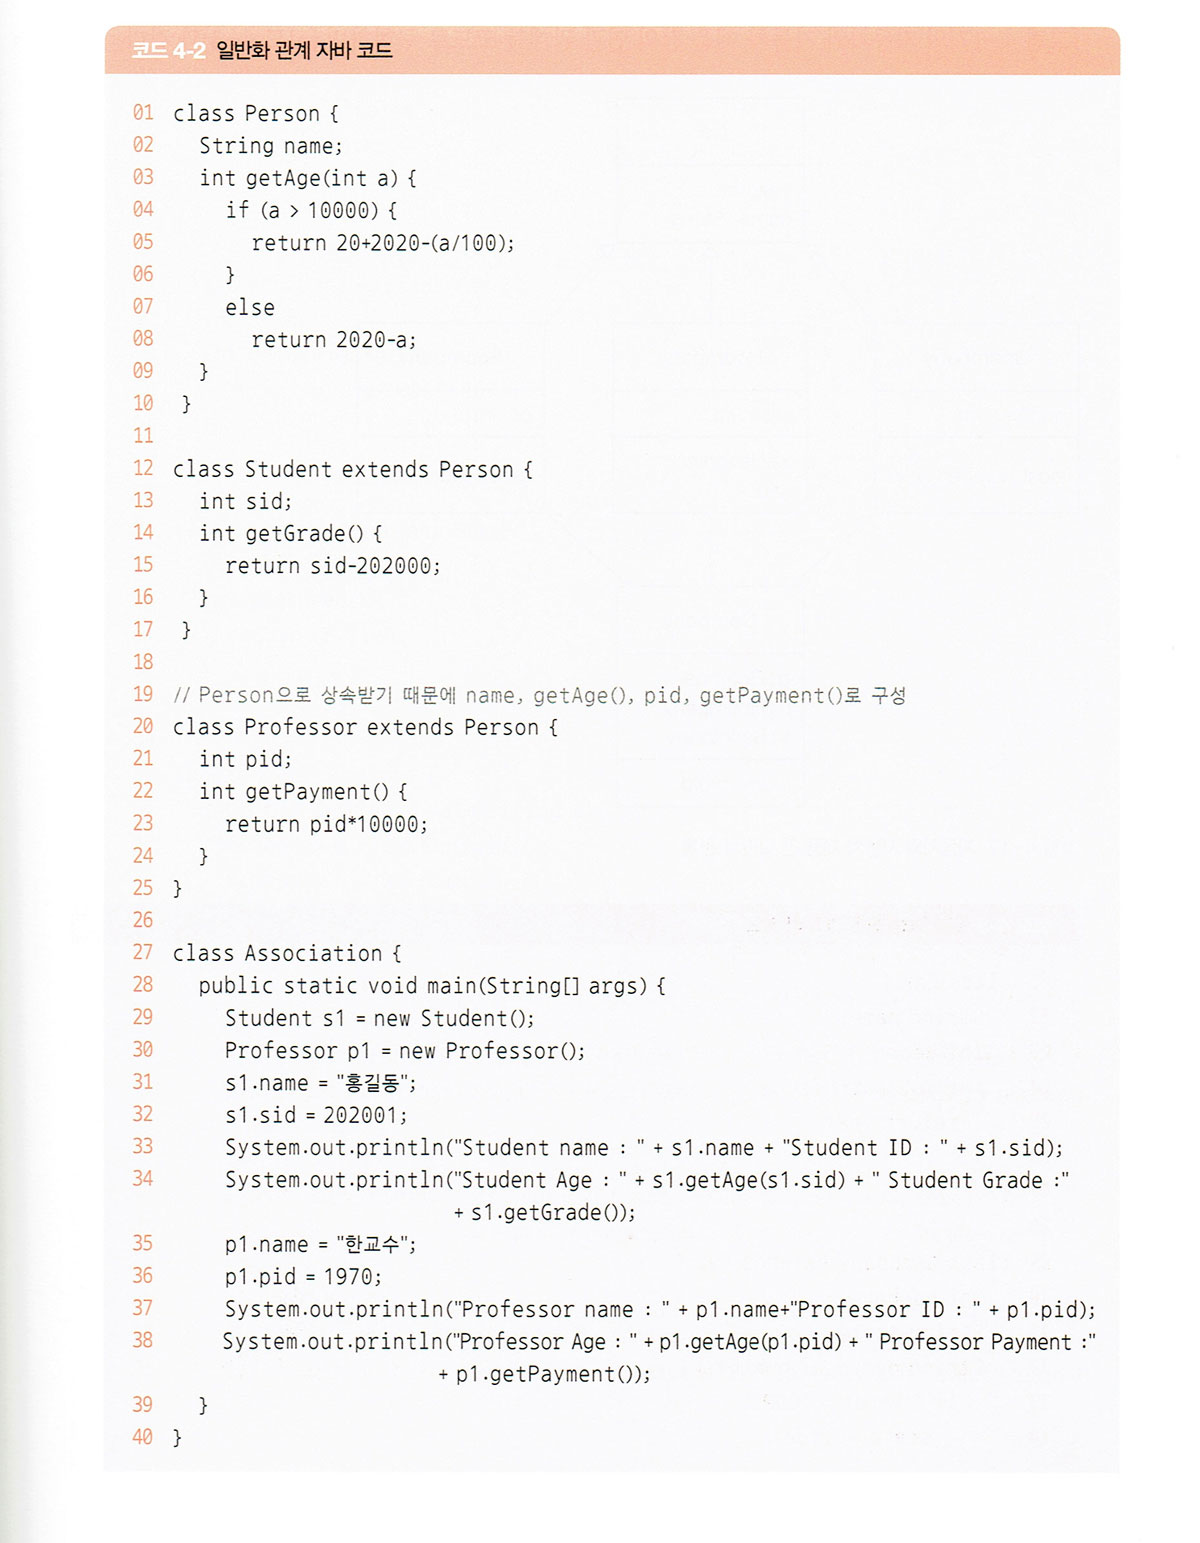 코드 4-2 일반화 관계 자바 코드
01 class Person {
02 String name;
03 int getAge(int a) {
04 if (a > 10000) {
05 return 20+2020-(a/100);
06 }
07 else
08 return 2020-a;
09 }
10 }
11
12 class Student extends Person {
13 int sid;
14 int getGrade() {
15 return sid-202000;
16 }
17 }
18
19 // Person으로 상속받기 때문에 name, getAge(), pid, getPayment()로 구성
20 class Professor extends Person {
21 int pid;
22 int getPayment() {
23 return pid*10000;
24 }
25 }
26
27 class Association {
28 public static void main(String[] args) {
29 Student s1 = new Student();
30 Professor p1 = new Professor();
31 s1.name = "홍길동";
32 s1.sid = 202001;
33 System.out.println("Student name : " + s1.name + "Student ID : " + s1.sid);
34 System.out.println("Student Age : " + s1.getAge(s1.sid) + " Student Grade :"
+ s1.getGrade());
35 p1.name = "한교수";
36 p1.pid = 1970;
37 System.out.println("Professor name : " + p1.name+"Professor ID : " + p1.pid);
38 System.out.println("Professor Age : " + p1.getAge(p1.pid) + " Professor Payment :"
+ p1.getPayment());
39 }
40 }